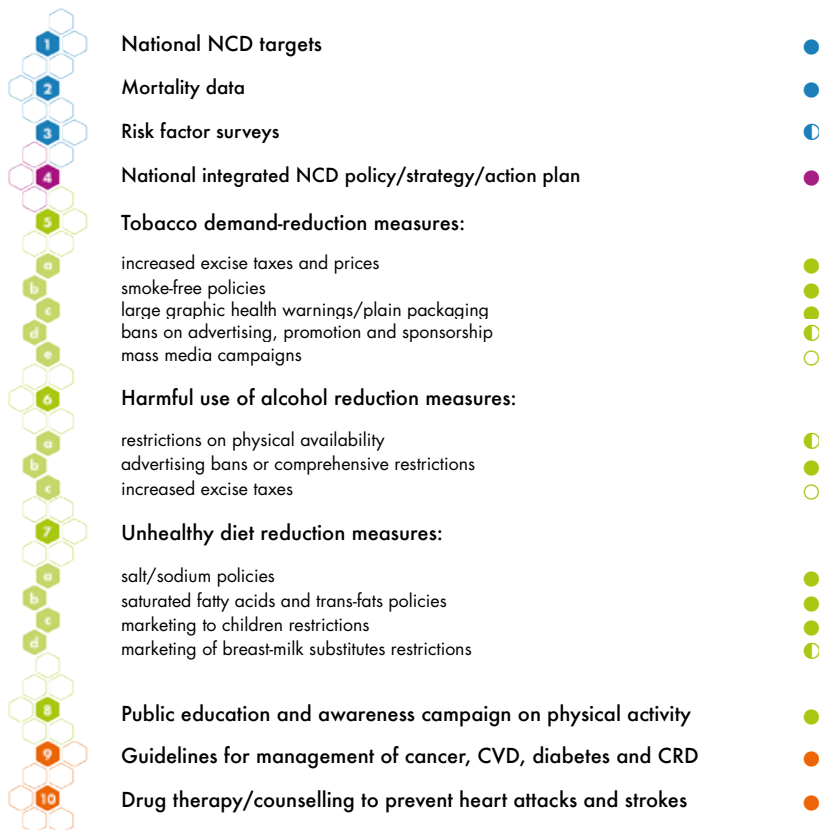 1 National NCD targets
2 Mortality data
3 Risk factor surveys
4 National integrated NCD policy/strategy/action plan
5 Tobacco demand-reduction measures:
a increased excise taxes and prices
b smoke-free policies
c large graphic health warnings/plain packaging
d bans on advertising, promotion and sponsorship
e mass media campaigns
6 Harmful use of alcohol reduction measures:
a restrictions on physical availability
b advertising bans or comprehensive restrictions
c increased excise taxes
7 Unhealthy diet reduction measures:
a salt/sodium policies
b saturated fatty acids and trans-fats policies
c marketing to children restrictions
d marketing of breast-milk substitutes restrictions
8 Public education and awareness campaign on physical activity
9 Guidelines for management of cancer, CVD, diabetes and CRD
10 Drug therapy/counselling to prevent heart attacks and strokes